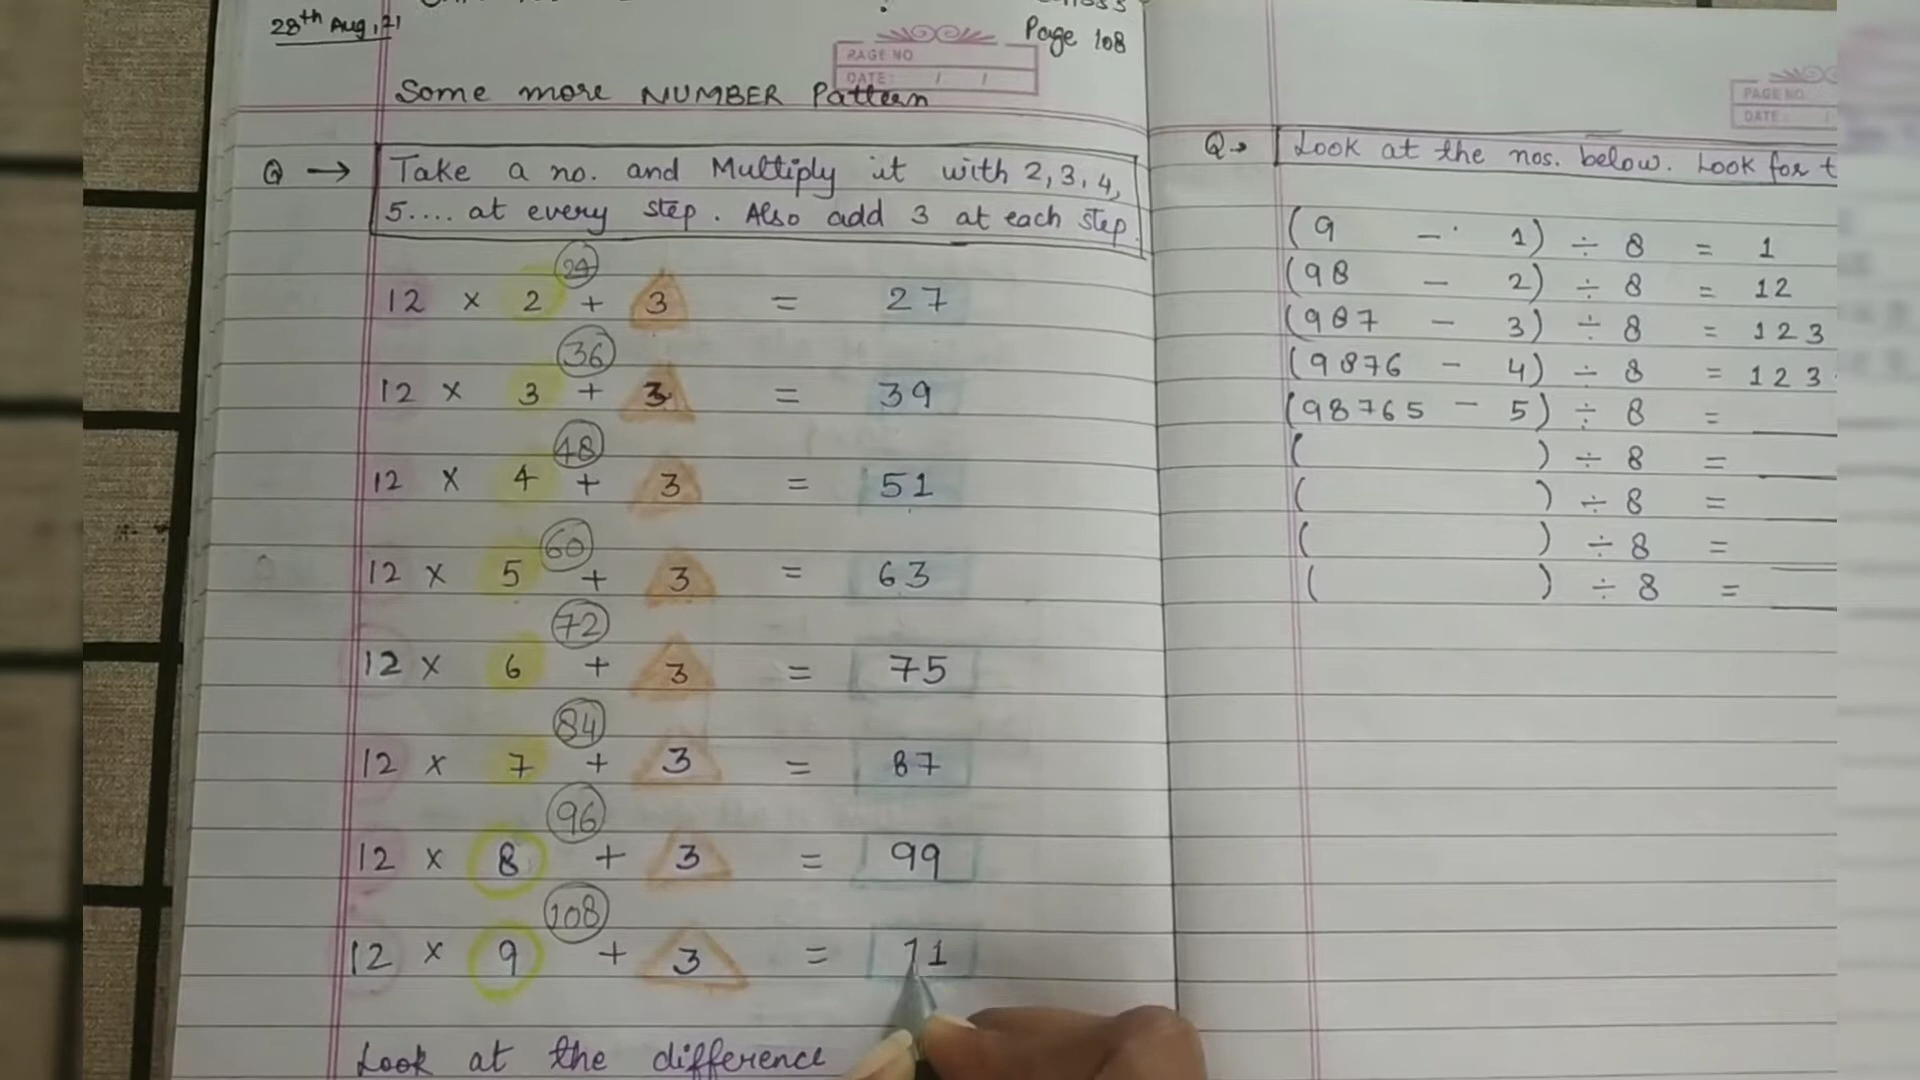 28th Aug, 21
Page 108
PAGE NO
DATE: / /
Some more NUMBER Pattern
Q → Take a no. and Multiply it with 2, 3, 4,
5.... at every step. Also add 3 at each step.
24
12 × 2 + 3 = 27
36
12 × 3 + 3 = 39
48
12 × 4 + 3 = 51
60
12 × 5 + 3 = 63
72
12 × 6 + 3 = 75
84
12 × 7 + 3 = 87
96
12 × 8 + 3 = 99
108
12 × 9 + 3 = 11
Look at the difference
PAGE NO.
DATE:
Q → Look at the nos. below. Look for t
(9 - 1) ÷ 8 = 1
(98 - 2) ÷ 8 = 12
(987 - 3) ÷ 8 = 123
(9876 - 4) ÷ 8 = 123
(98765 - 5) ÷ 8 = __
( ) ÷ 8 = __
( ) ÷ 8 =
( ) ÷ 8 = __
( ) ÷ 8 = __